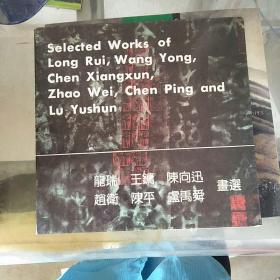 Selected Works of
Long Rui, Wang Yong,
Chen Xiangxun,
Zhao Wei, Chen Ping and
Lu Yushun
龍瑞 王鏞 陳向迅
趙衛 陳平 盧禹舜 畫選